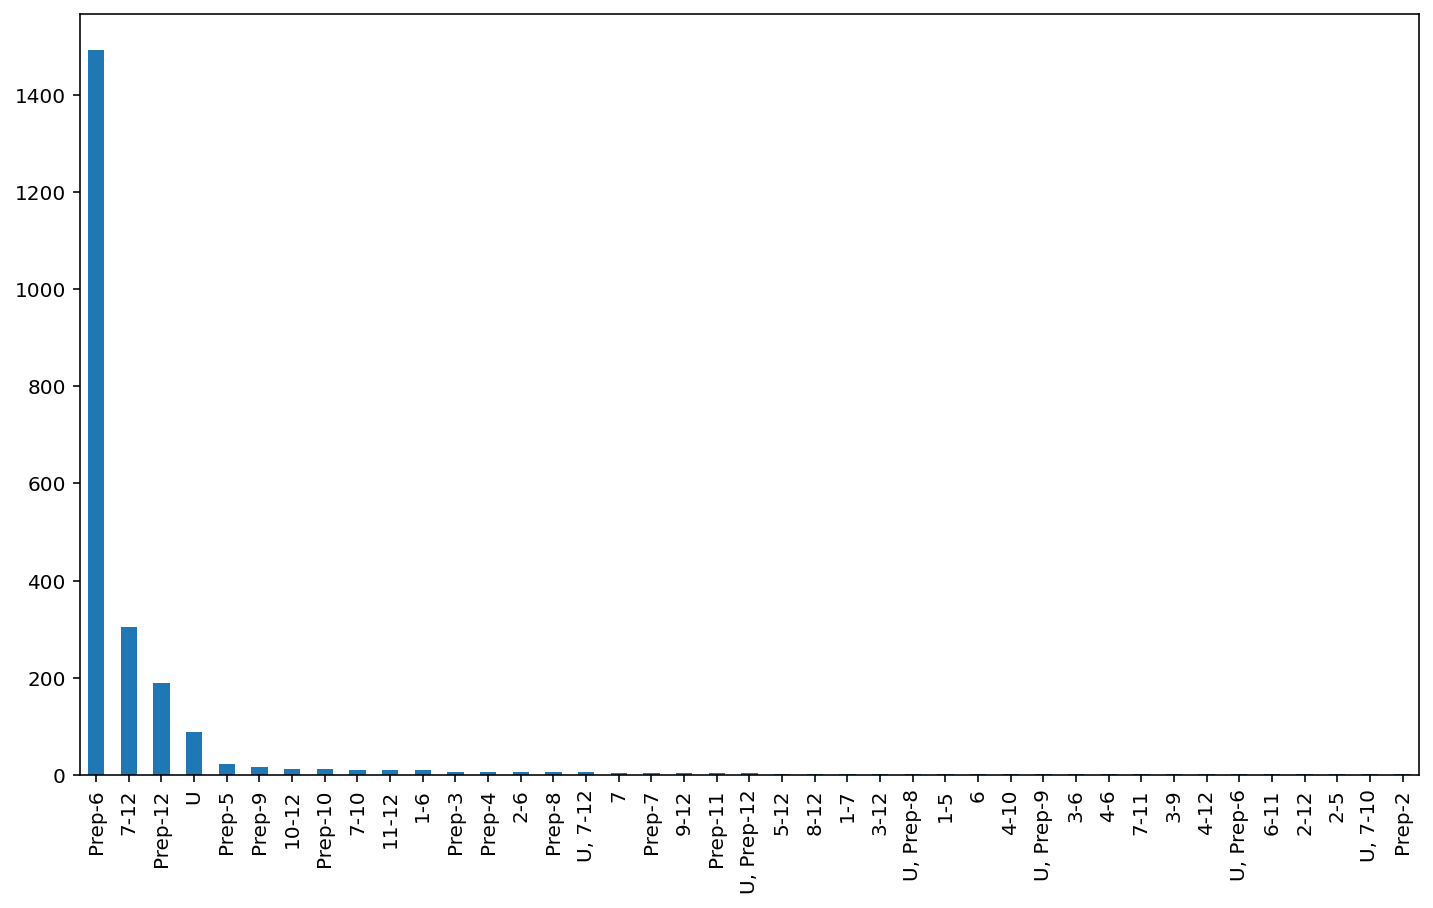 1400
1200
1000
800
600
400
200
0
Prep-6
7-12
Prep-12
U
Prep-5
Prep-9
10-12
Prep-10
7-10
11-12
1-6
Prep-3
Prep-4
2-6
Prep-8
U, 7-12
7
Prep-7
9-12
Prep-11
U, Prep-12
5-12
8-12
1-7
3-12
U, Prep-8
1-5
6
4-10
U, Prep-9
3-6
4-6
7-11
3-9
4-12
U, Prep-6
6-11
2-12
2-5
U, 7-10
Prep-2